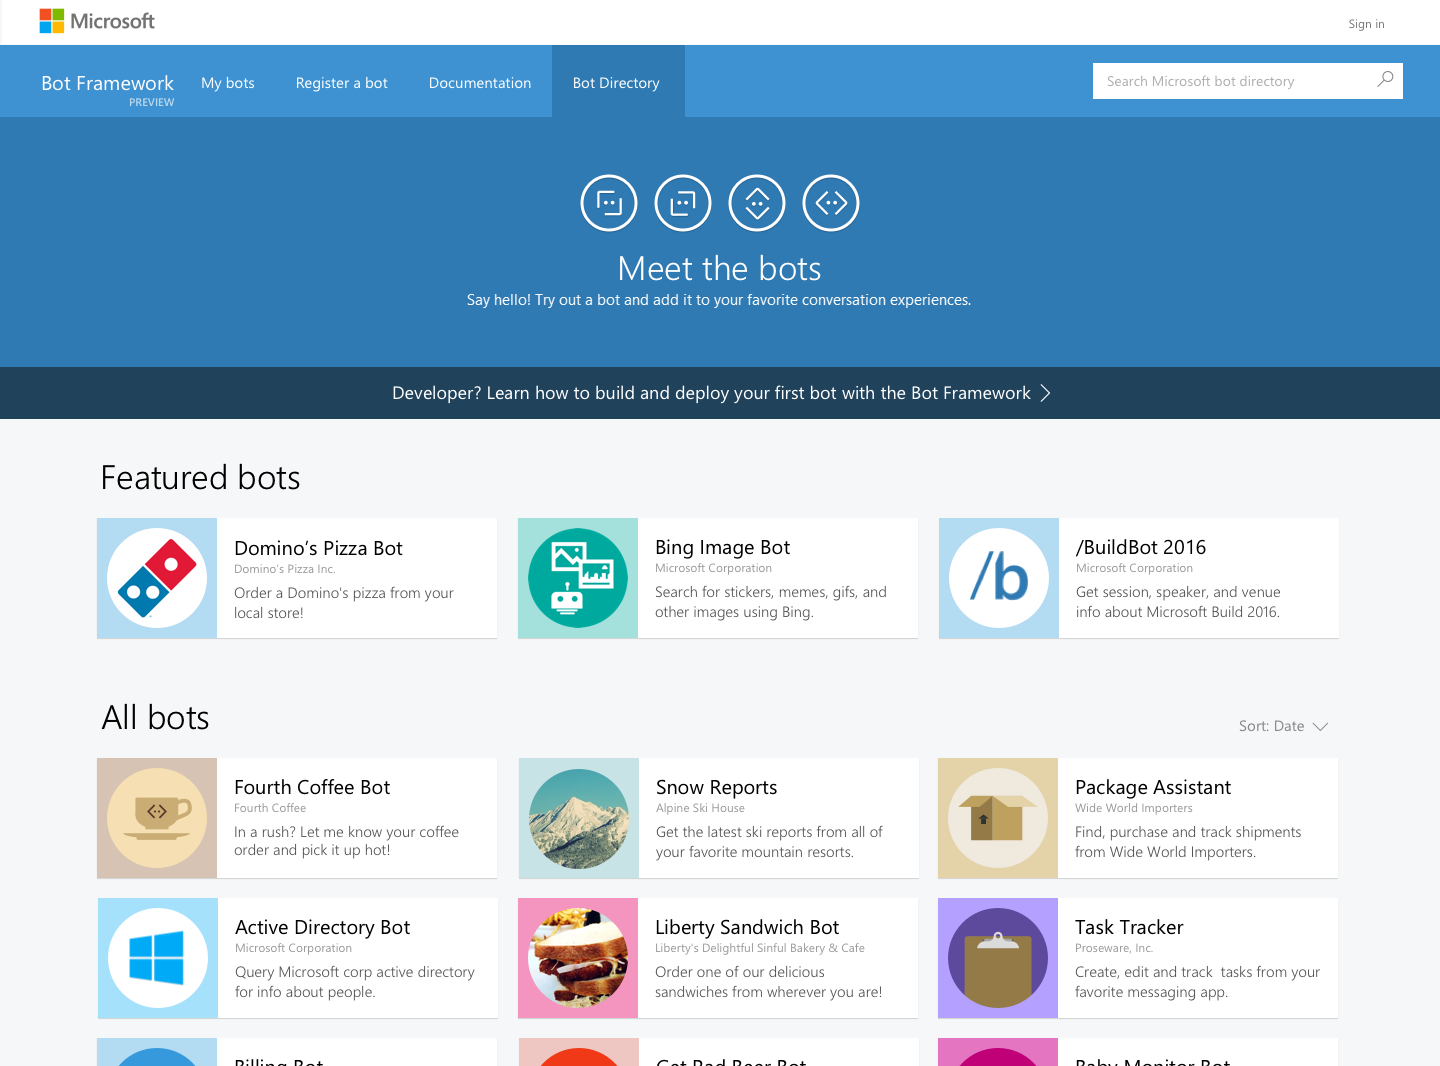 Microsoft
Sign in
Bot Framework
PREVIEW
My bots
Register a bot
Documentation
Bot Directory
Search Microsoft bot directory
Meet the bots
Say hello! Try out a bot and add it to your favorite conversation experiences.
Developer? Learn how to build and deploy your first bot with the Bot Framework
Featured bots
Domino's Pizza Bot
Domino's Pizza Inc.
Order a Domino's pizza from your
local store!
Bing Image Bot
Microsoft Corporation
Search for stickers, memes, gifs, and
other images using Bing.
/b
/BuildBot 2016
Microsoft Corporation
Get session, speaker, and venue
info about Microsoft Build 2016.
All bots
Sort: Date
Fourth Coffee Bot
Fourth Coffee
In a rush? Let me know your coffee
order and pick it up hot!
Snow Reports
Alpine Ski House
Get the latest ski reports from all of
your favorite mountain resorts.
Package Assistant
Wide World Importers
Find, purchase and track shipments
from Wide World Importers.
Active Directory Bot
Microsoft Corporation
Query Microsoft corp active directory
for info about people.
Liberty Sandwich Bot
Liberty's Delightful Sinful Bakery & Cafe
Order one of our delicious
sandwiches from wherever you are!
Task Tracker
Proseware, Inc.
Create, edit and track tasks from your
favorite messaging app.
Billing Bot
Baby Monitor Bot